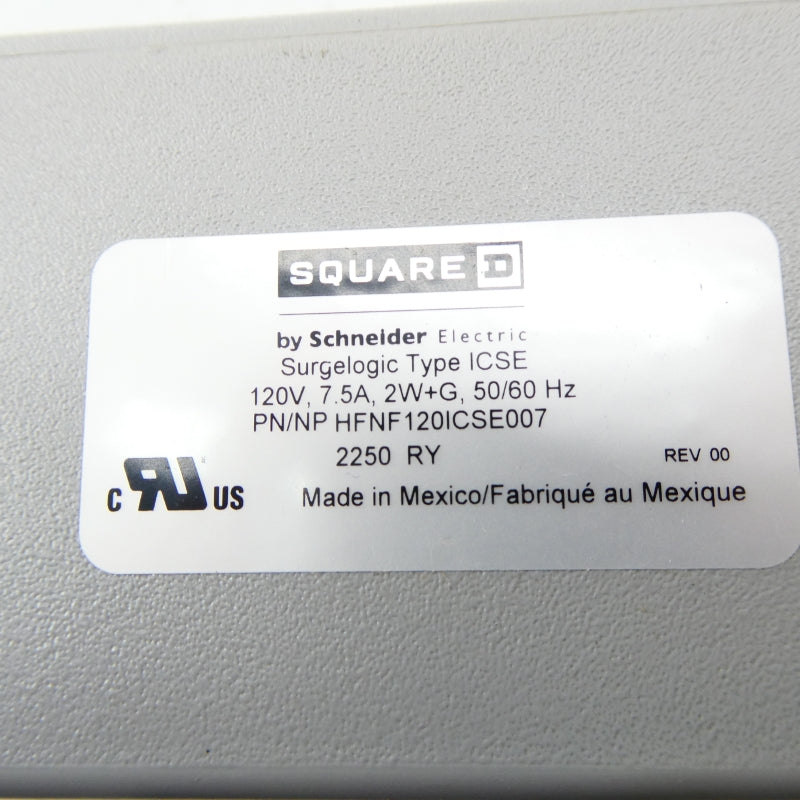 SQUARE D
by Schneider Electric
Surgelogic Type ICSE
120V, 7.5A, 2W+G, 50/60 Hz
PN/NP HFNF120ICSE007
2250 RY REV 00
c RU US
Made in Mexico/Fabriqué au Mexique